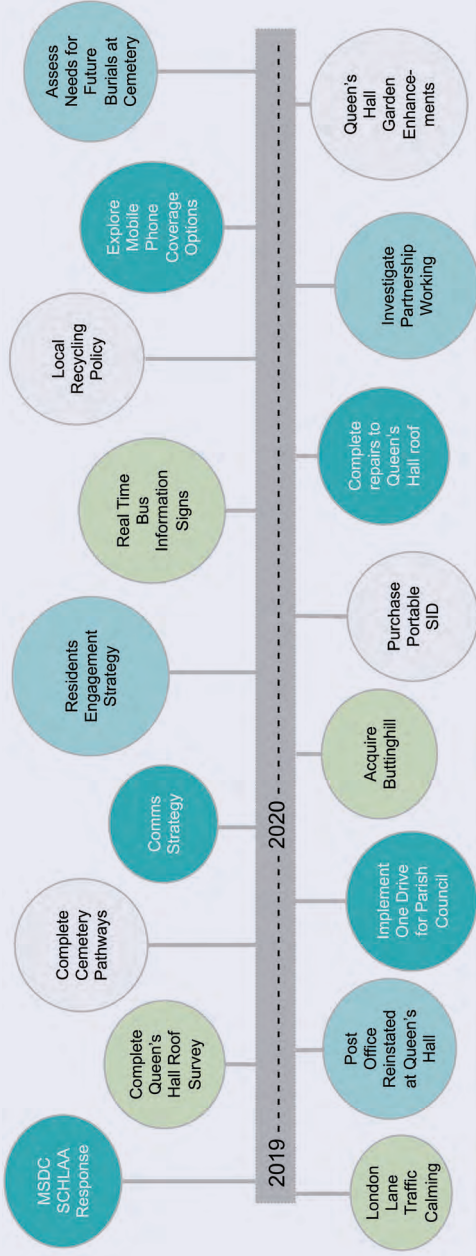 MSDC
SCHLAA
Response
Complete
Queen's
Hall Roof
Survey
Complete
Cemetery
Pathways
Comms
Strategy
Residents
Engagement
Strategy
Real Time
Bus
Information
Signs
Local
Recycling
Policy
Explore
Mobile
Phone
Coverage
Options
Assess
Needs for
Future
Burials at
Cemetery
2019
2020
London
Lane
Traffic
Calming
Post
Office
Reinstated
at Queen's
Hall
Implement
One Drive
for Parish
Council
Acquire
Buttinghill
Purchase
Portable
SID
Complete
repairs to
Queen's
Hall roof
Investigate
Partnership
Working
Queen's
Hall
Garden
Enhance-
ments